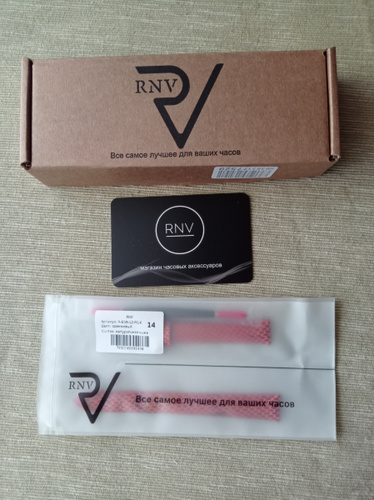 RNV
Все самое лучшее для ваших часов
RNV
магазин часовых аксессуаров
14
RNV
Все самое лучшее для ваших часов